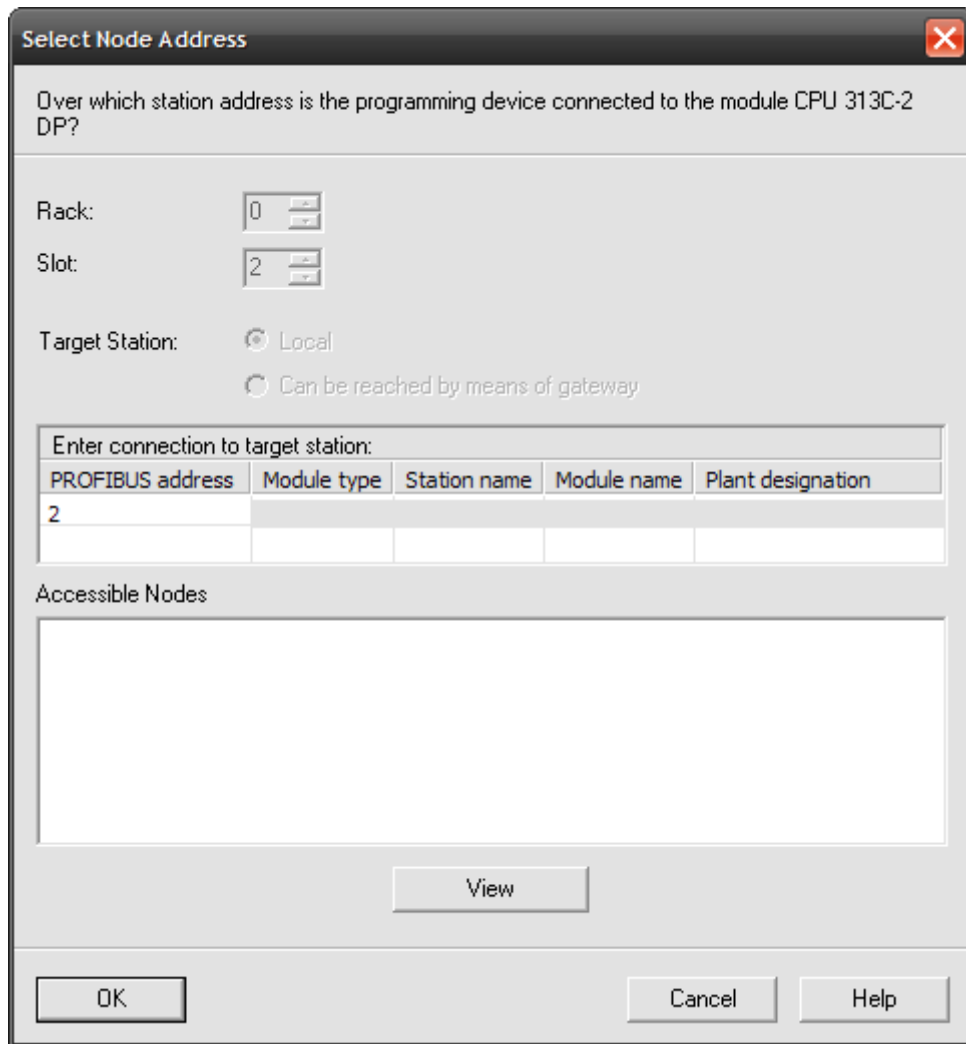 Select Node Address
Over which station address is the programming device connected to the module CPU 313C-2
DP?
Rack: 0
Slot: 2
Target Station: Local
Can be reached by means of gateway
Enter connection to target station:
PROFIBUS address Module type Station name Module name Plant designation
2
Accessible Nodes
View
OK Cancel Help